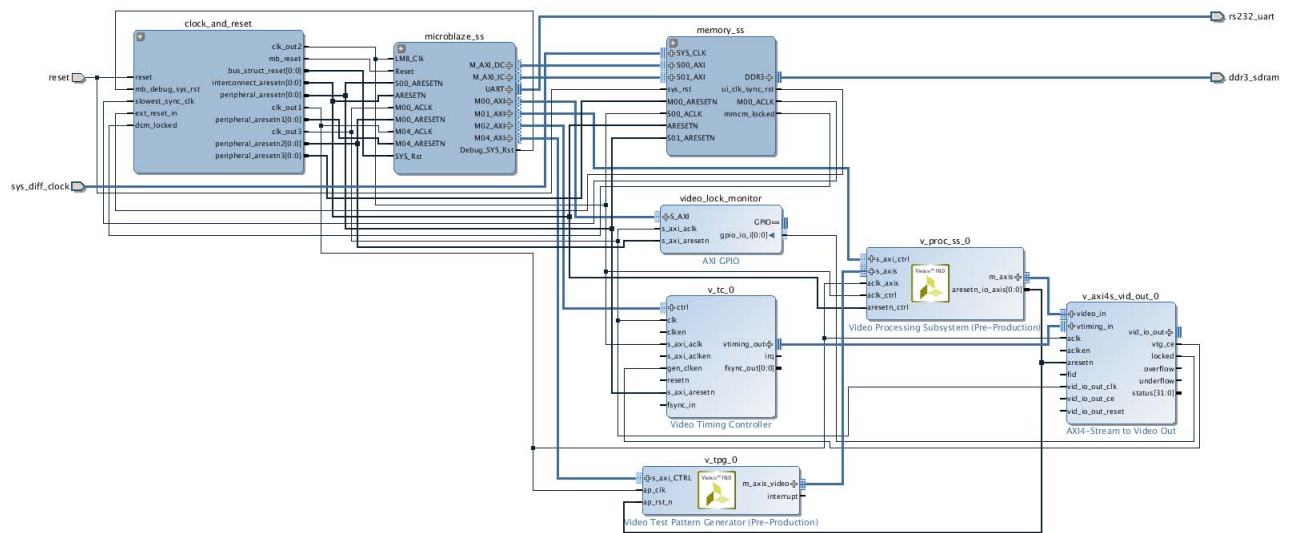 clock_and_reset
reset
mb_debug_sys_rst
slowest_sync_clk
ext_reset_in
dcm_locked
clk_out2
mb_reset
bus_struct_reset[0:0]
interconnect_aresetn[0:0]
peripheral_aresetn[0:0]
clk_out1
peripheral_aresetn1[0:0]
clk_out3
peripheral_aresetn2[0:0]
peripheral_aresetn3[0:0]
reset
sys_diff_clock
microblaze_ss
LMB_Clk
Reset
S00_ARESETN
ARESETN
M00_ACLK
M00_ARESETN
M04_ACLK
M04_ARESETN
SYS_Rst
M_AXI_DC
M_AXI_IC
UART
M00_AXI
M01_AXI
M02_AXI
M04_AXI
Debug_SYS_Rst
memory_ss
SYS_CLK
S00_AXI
S01_AXI
sys_rst
M00_ARESETN
S00_ACLK
ARESETN
S01_ARESETN
DDR3
ui_clk_sync_rst
M00_ACLK
mmcm_locked
rs232_uart
ddr3_sdram
video_lock_monitor
S_AXI
s_axi_aclk
s_axi_aresetn
GPIO
gpio_io_i[0:0]
AXI GPIO
v_tc_0
ctrl
clk
clken
s_axi_aclk
s_axi_aclken
gen_clken
resetn
s_axi_aresetn
fsync_in
vtiming_out
irq
fsync_out[0:0]
Video Timing Controller
v_proc_ss_0
s_axi_ctrl
s_axis
aclk_axis
aclk_ctrl
aresetn_ctrl
Vivado™ HLS
m_axis
aresetn_io_axis[0:0]
Video Processing Subsystem (Pre-Production)
v_axi4s_vid_out_0
video_in
vtiming_in
aclk
aclken
aresetn
fid
vid_io_out_clk
vid_io_out_ce
vid_io_out_reset
vid_io_out
vtg_ce
locked
overflow
underflow
status[31:0]
AXI4-Stream to Video Out
v_tpg_0
s_axi_CTRL
ap_clk
ap_rst_n
Vivado™ HLS
m_axis_video
interrupt
Video Test Pattern Generator (Pre-Production)